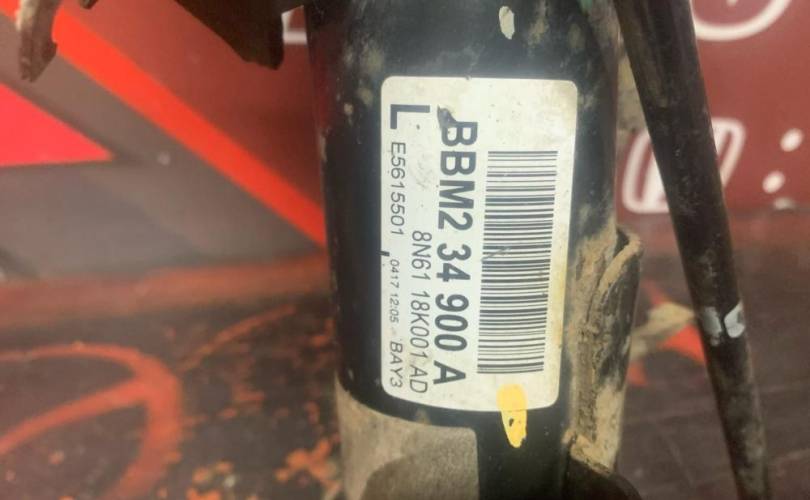 BBM2 34 900 A
8N61 18K001 AD
L E5615501 0417 12:05 BAY3